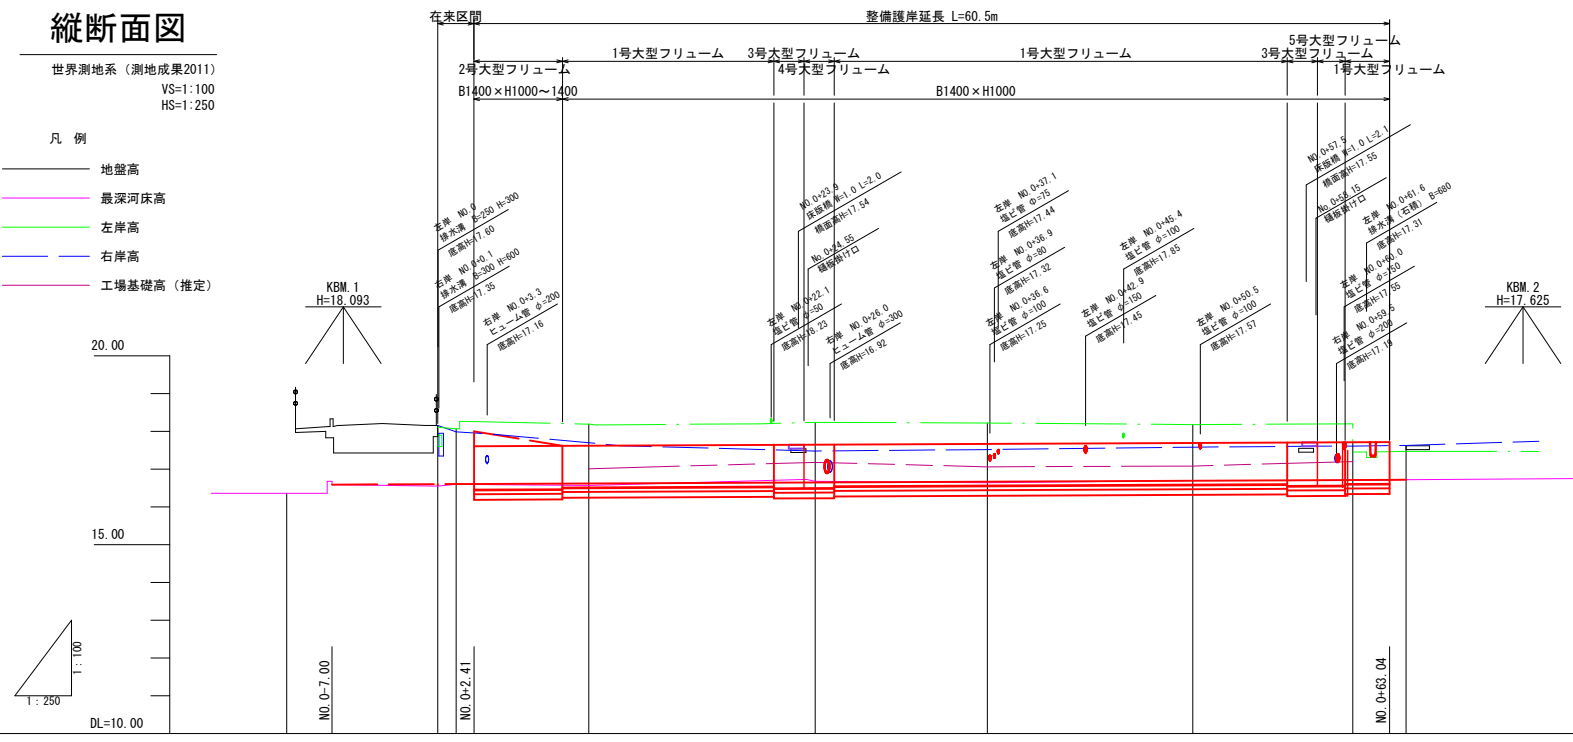 縦断面図
世界測地系（測地成果2011）
VS=1:100
HS=1:250
凡 例
地盤高
最深河床高
左岸高
右岸高
工場基礎高（推定）
在来区間
整備護岸延長 L=60.5m
2号大型フリューム
1号大型フリューム
3号大型フリューム
4号大型フリューム
1号大型フリューム
3号大型フリューム
5号大型フリューム
1号大型フリューム
B1400×H1000～1400
B1400×H1000
左岸 NO.0
排水溝 B=250 H=300
底高H=17.60
右岸 NO.0+0.1
排水溝 B=300 H=600
底高H=17.35
右岸 NO.0+3.3
ヒューム管 φ=200
底高H=17.16
NO.0+23.9
床版橋 W=1.0 L=2.0
橋面高H=17.54
No.0+24.55
樋板掛け口
左岸 NO.0+22.1
塩ビ管 φ=50
底高H=18.23
右岸 NO.0+26.0
ヒューム管 φ=300
底高H=16.92
左岸 NO.0+37.1
塩ビ管 φ=75
底高H=17.44
左岸 NO.0+36.9
塩ビ管 φ=80
底高H=17.32
左岸 NO.0+36.6
塩ビ管 φ=100
底高H=17.25
左岸 NO.0+45.4
塩ビ管 φ=100
底高H=17.85
左岸 NO.0+42.9
塩ビ管 φ=150
底高H=17.45
左岸 NO.0+50.5
塩ビ管 φ=100
底高H=17.57
NO.0+57.5
床版橋 W=1.0 L=2.1
橋面高H=17.55
No.0+58.15
樋板掛け口
左岸 NO.0+61.6
排水溝（石積） B=680
底高H=17.31
左岸 NO.0+60.0
塩ビ管 φ=150
底高H=17.55
右岸 NO.0+59.5
塩ビ管 φ=200
底高H=17.19
KBM.1
H=18.093
KBM.2
H=17.625
20.00
15.00
DL=10.00
1:100
1:250
NO.0-7.00
NO.0+2.41
NO.0+63.04